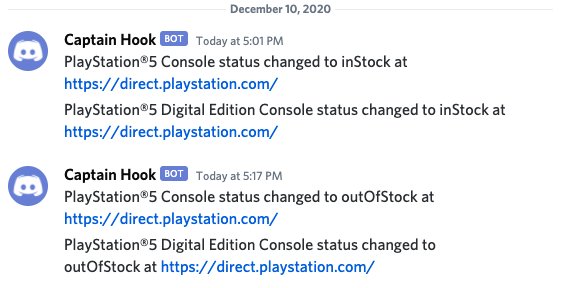 December 10, 2020
Captain Hook BOT Today at 5:01 PM
PlayStation®5 Console status changed to inStock at
https://direct.playstation.com/
PlayStation®5 Digital Edition Console status changed to inStock at
https://direct.playstation.com/
Captain Hook BOT Today at 5:17 PM
PlayStation®5 Console status changed to outOfStock at
https://direct.playstation.com/
PlayStation®5 Digital Edition Console status changed to
outOfStock at https://direct.playstation.com/